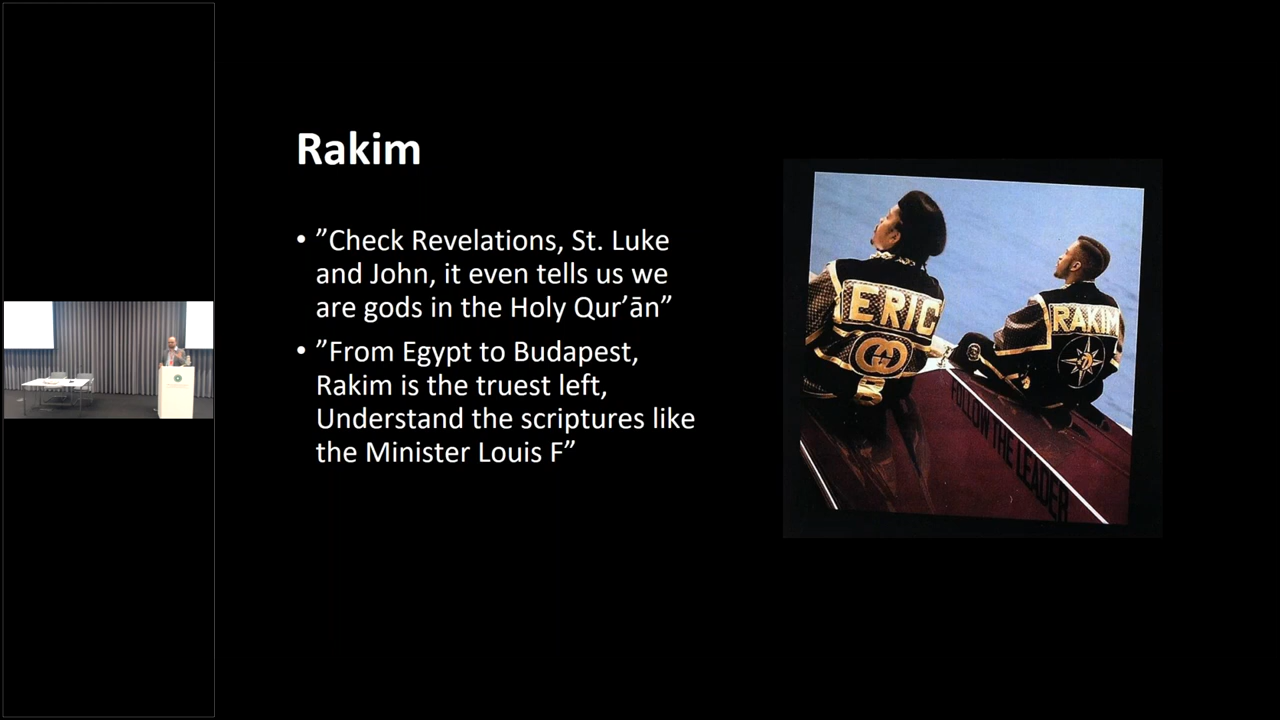 Rakim
• ”Check Revelations, St. Luke
and John, it even tells us we
are gods in the Holy Qur’ān”
• ”From Egypt to Budapest,
Rakim is the truest left,
Understand the scriptures like
the Minister Louis F”
ERIC
RAKIM
FOLLOW THE LEADER